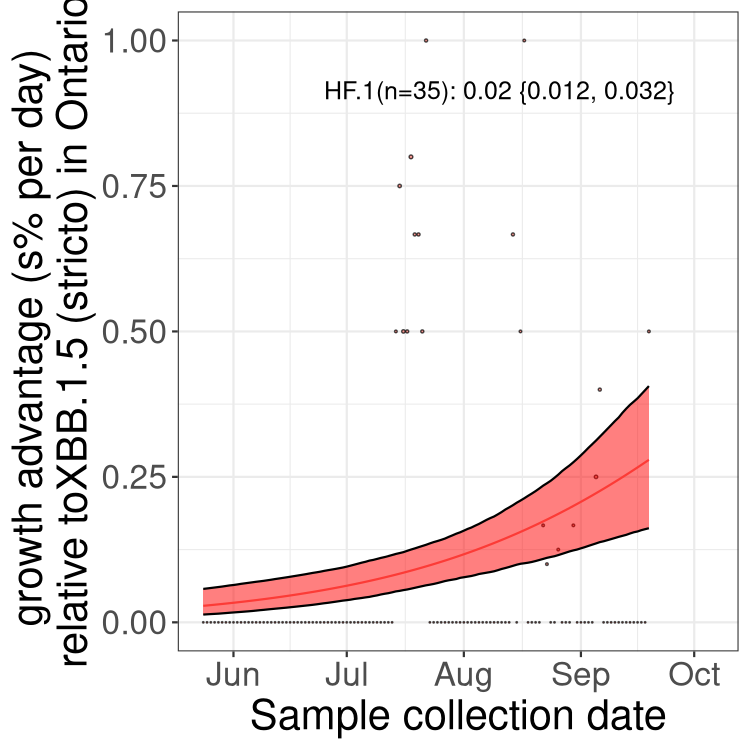 growth advantage (s% per day)
relative toXBB.1.5 (stricto) in Ontario
1.00
0.75
0.50
0.25
0.00
HF.1(n=35): 0.02 {0.012, 0.032}
Jun Jul Aug Sep Oct
Sample collection date